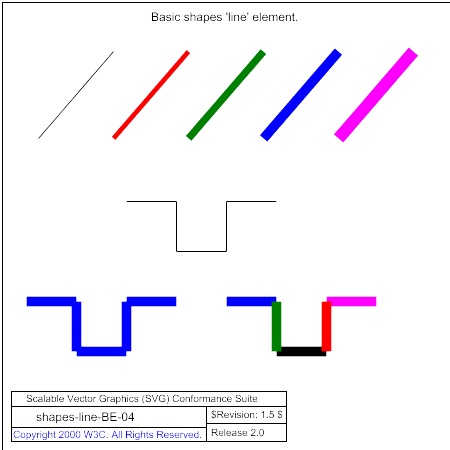 Basic shapes 'line' element.
Scalable Vector Graphics (SVG) Conformance Suite
shapes-line-BE-04
$Revision: 1.5 $
Copyright 2000 W3C. All Rights Reserved.
Release 2.0